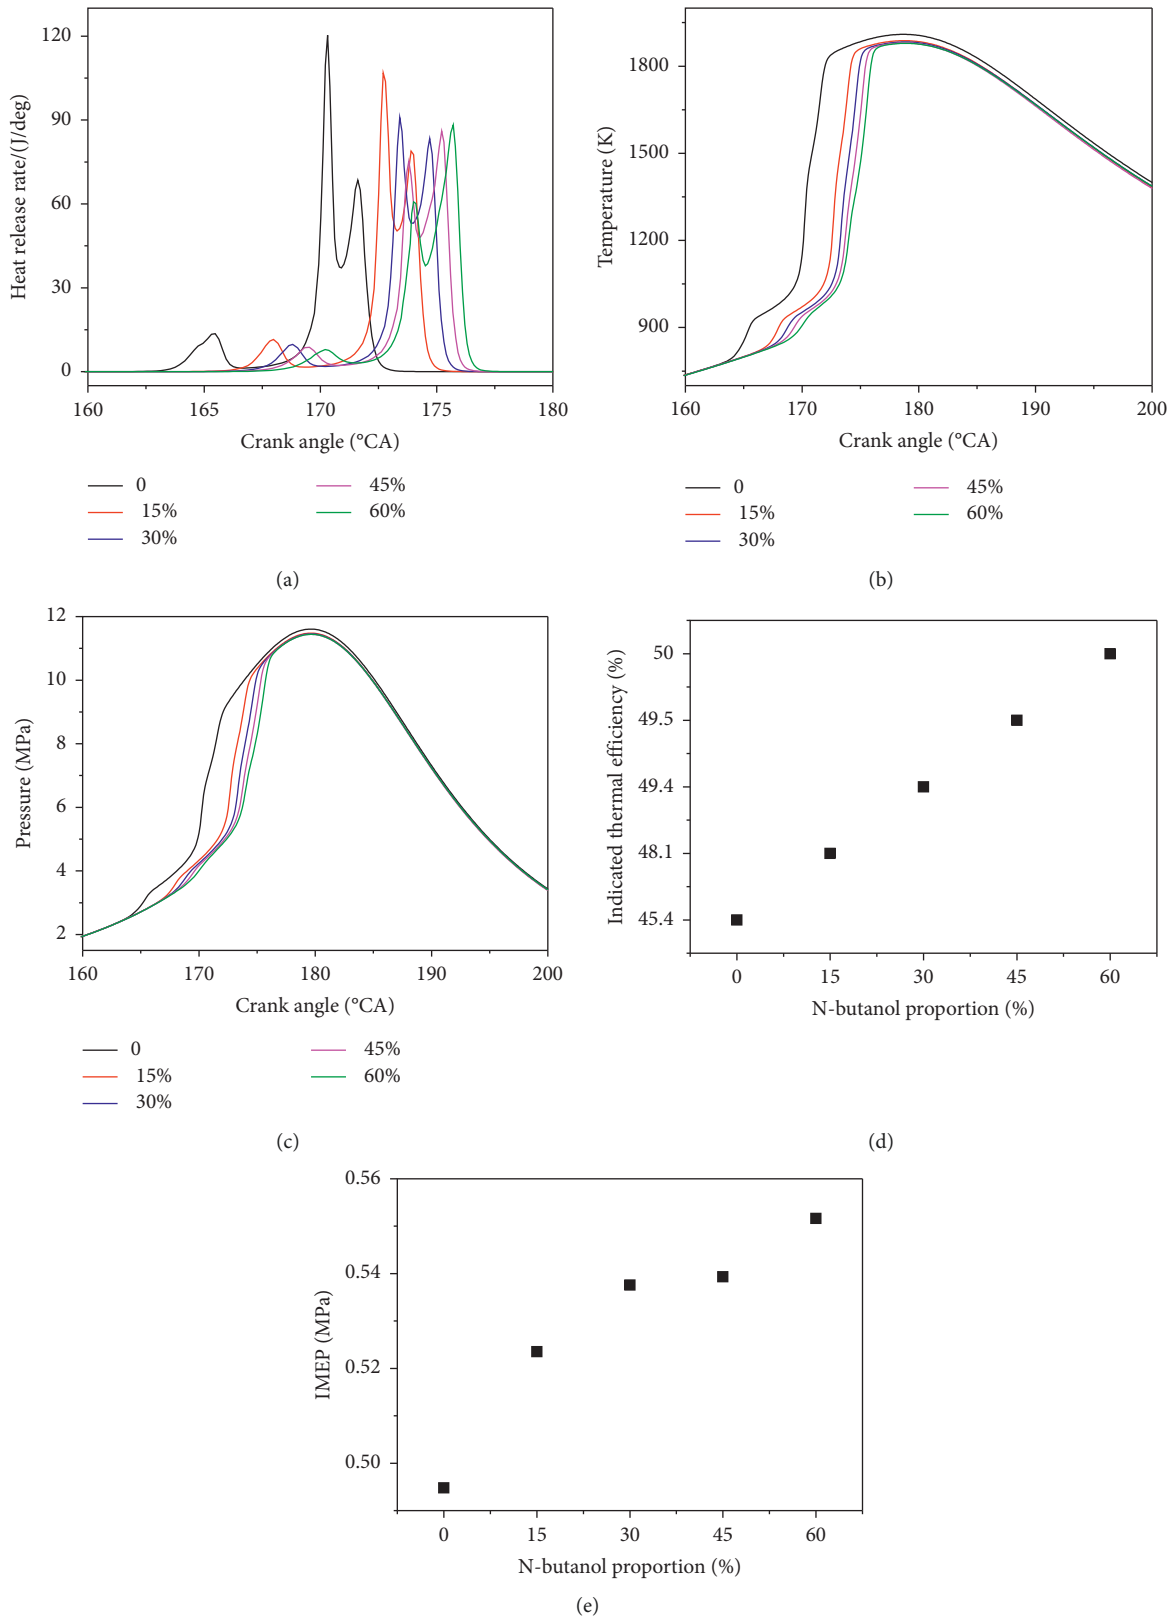 120
90
60
30
0
Heat release rate/(J/deg)
160 165 170 175 180
Crank angle (°CA)
0 45%
15% 60%
30%
(a)
1800
1500
1200
900
Temperature (K)
160 170 180 190 200
Crank angle (°CA)
0 45%
15% 60%
30%
(b)
12
10
8
6
4
2
Pressure (MPa)
160 170 180 190 200
Crank angle (°CA)
0 45%
15% 60%
30%
(c)
50
49.5
49.4
48.1
45.4
Indicated thermal efficiency (%)
0 15 30 45 60
N-butanol proportion (%)
(d)
0.56
0.54
0.52
0.50
IMEP (MPa)
0 15 30 45 60
N-butanol proportion (%)
(e)